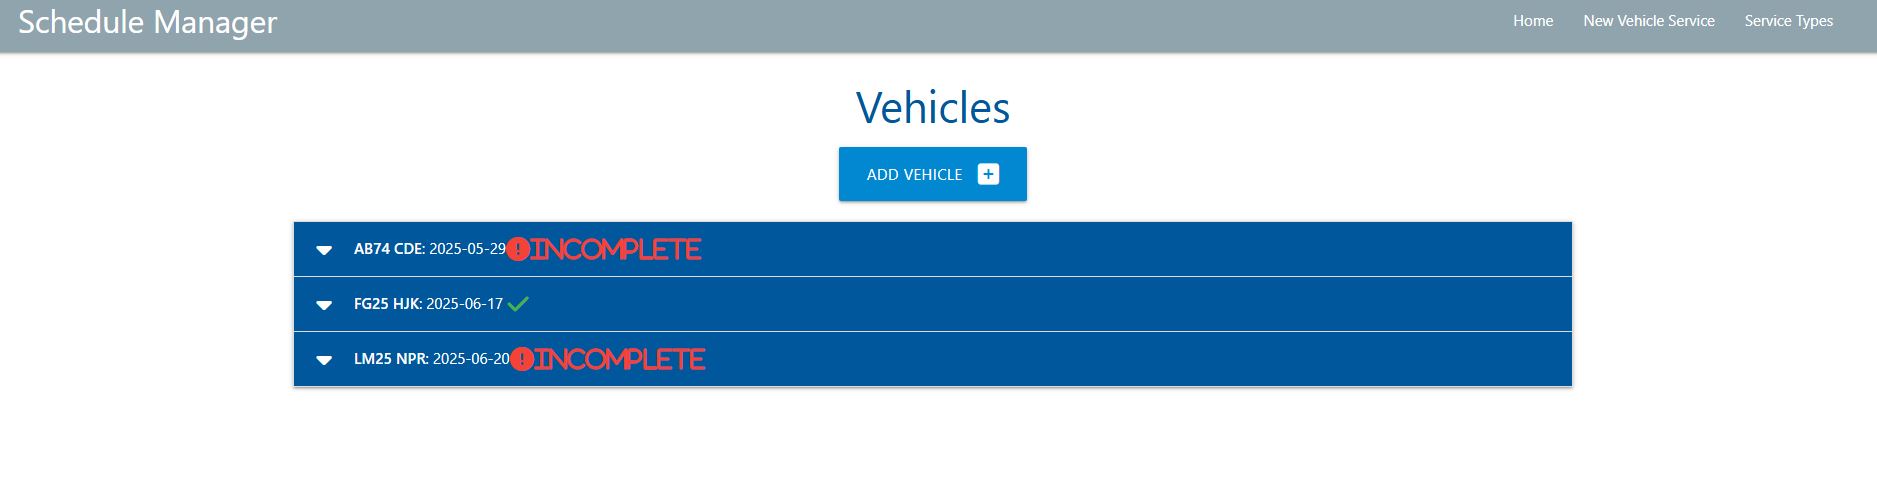 Schedule Manager Home New Vehicle Service Service Types
Vehicles
ADD VEHICLE
AB74 CDE: 2025-05-29 INCOMPLETE
FG25 HJK: 2025-06-17
LM25 NPR: 2025-06-20 INCOMPLETE